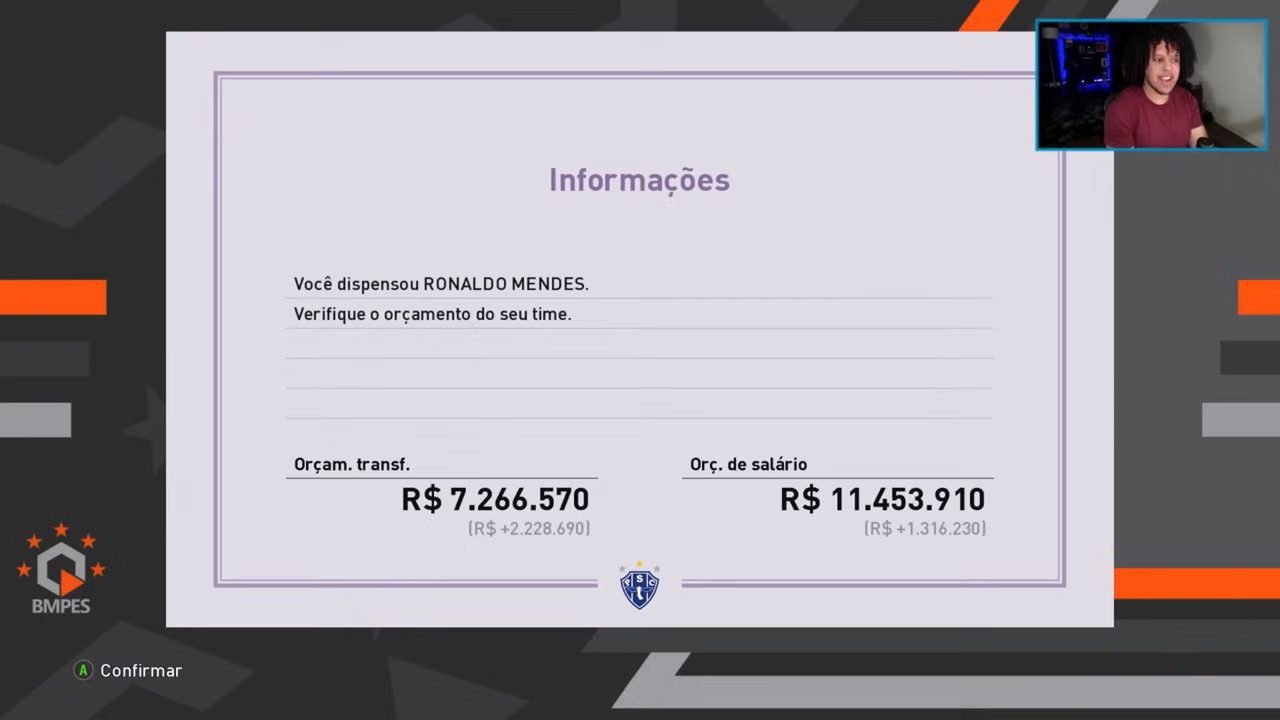 Informações
Você dispensou RONALDO MENDES.
Verifique o orçamento do seu time.
Orçam. transf.
R$ 7.266.570
(R$ +2.228.690)
Orç. de salário
R$ 11.453.910
(R$ +1.316.230)
PSC
BMPES
A Confirmar